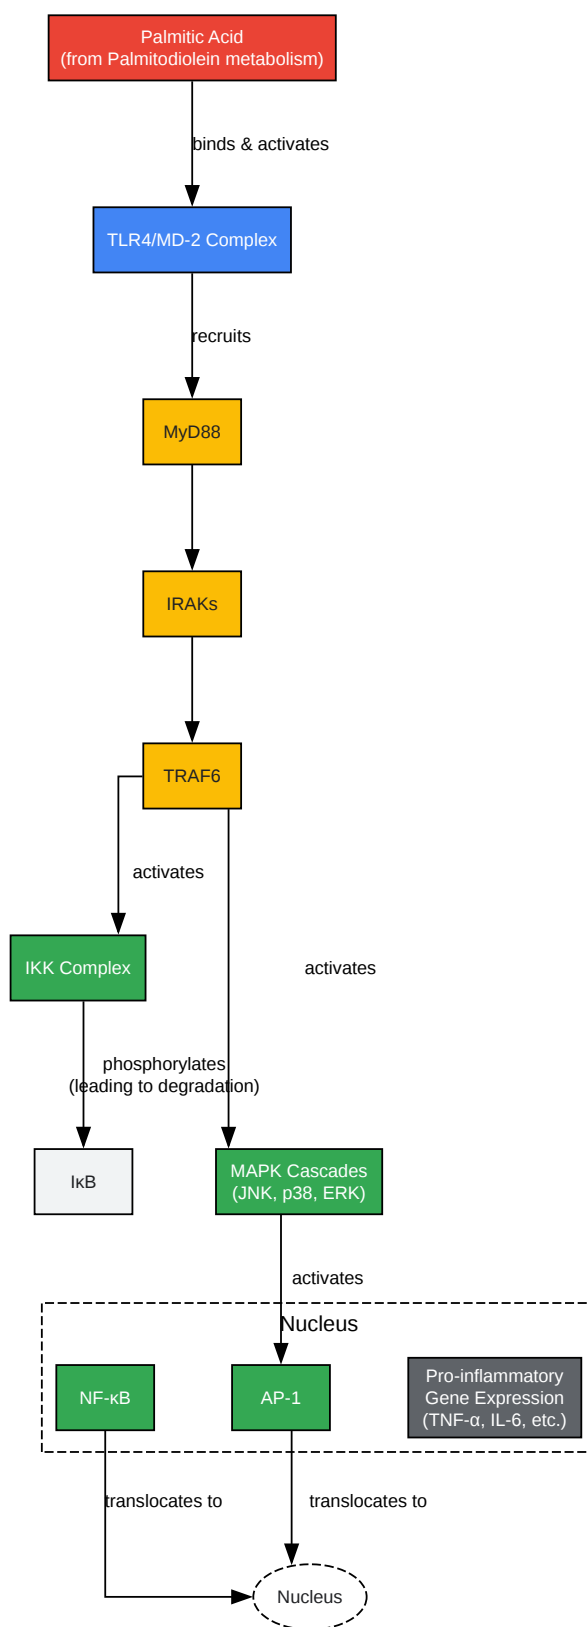 Palmitic Acid
(from Palmitodiolein metabolism)
binds & activates
TLR4/MD-2 Complex
recruits
MyD88
IRAKs
TRAF6
activates
IKK Complex
activates
phosphorylates
(leading to degradation)
IκB
MAPK Cascades
(JNK, p38, ERK)
activates
Nucleus
NF-κB
AP-1
Pro-inflammatory
Gene Expression
(TNF-α, IL-6, etc.)
translocates to
translocates to
Nucleus